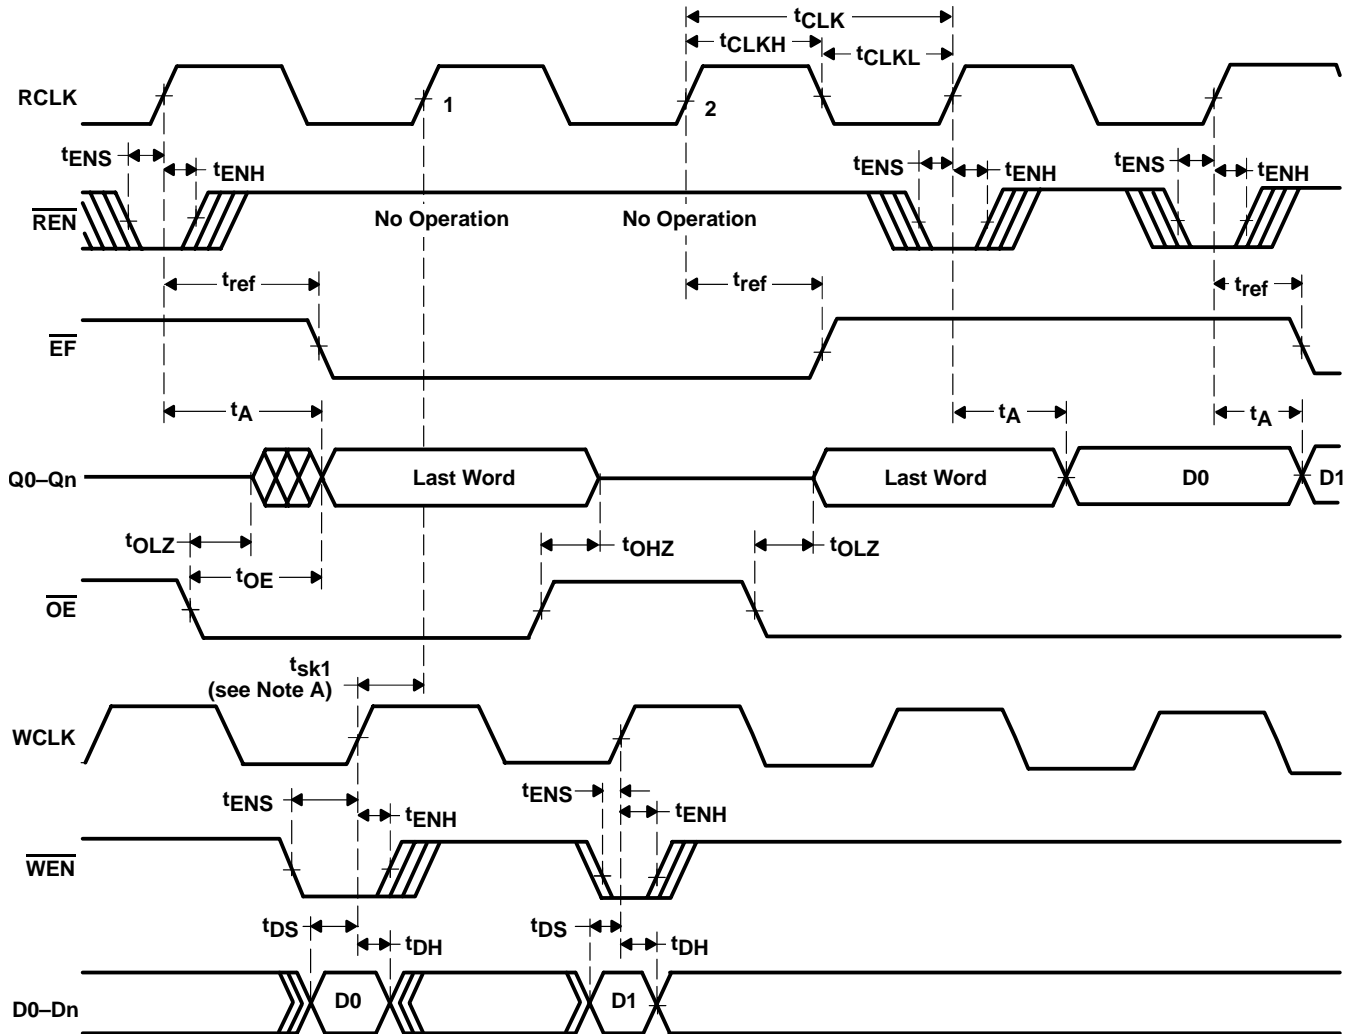 tCLK
tCLKH
tCLKL
RCLK
1
2
tENS
tENH
tENS
tENH
tENS
tENH
REN
No Operation
No Operation
tref
tref
tref
EF
tA
tA
tA
Q0–Qn
Last Word
Last Word
D0
D1
tOLZ
tOHZ
tOLZ
tOE
OE
tsk1
(see Note A)
WCLK
tENS
tENH
tENS
tENH
WEN
tDS
tDH
tDS
tDH
D0–Dn
D0
D1